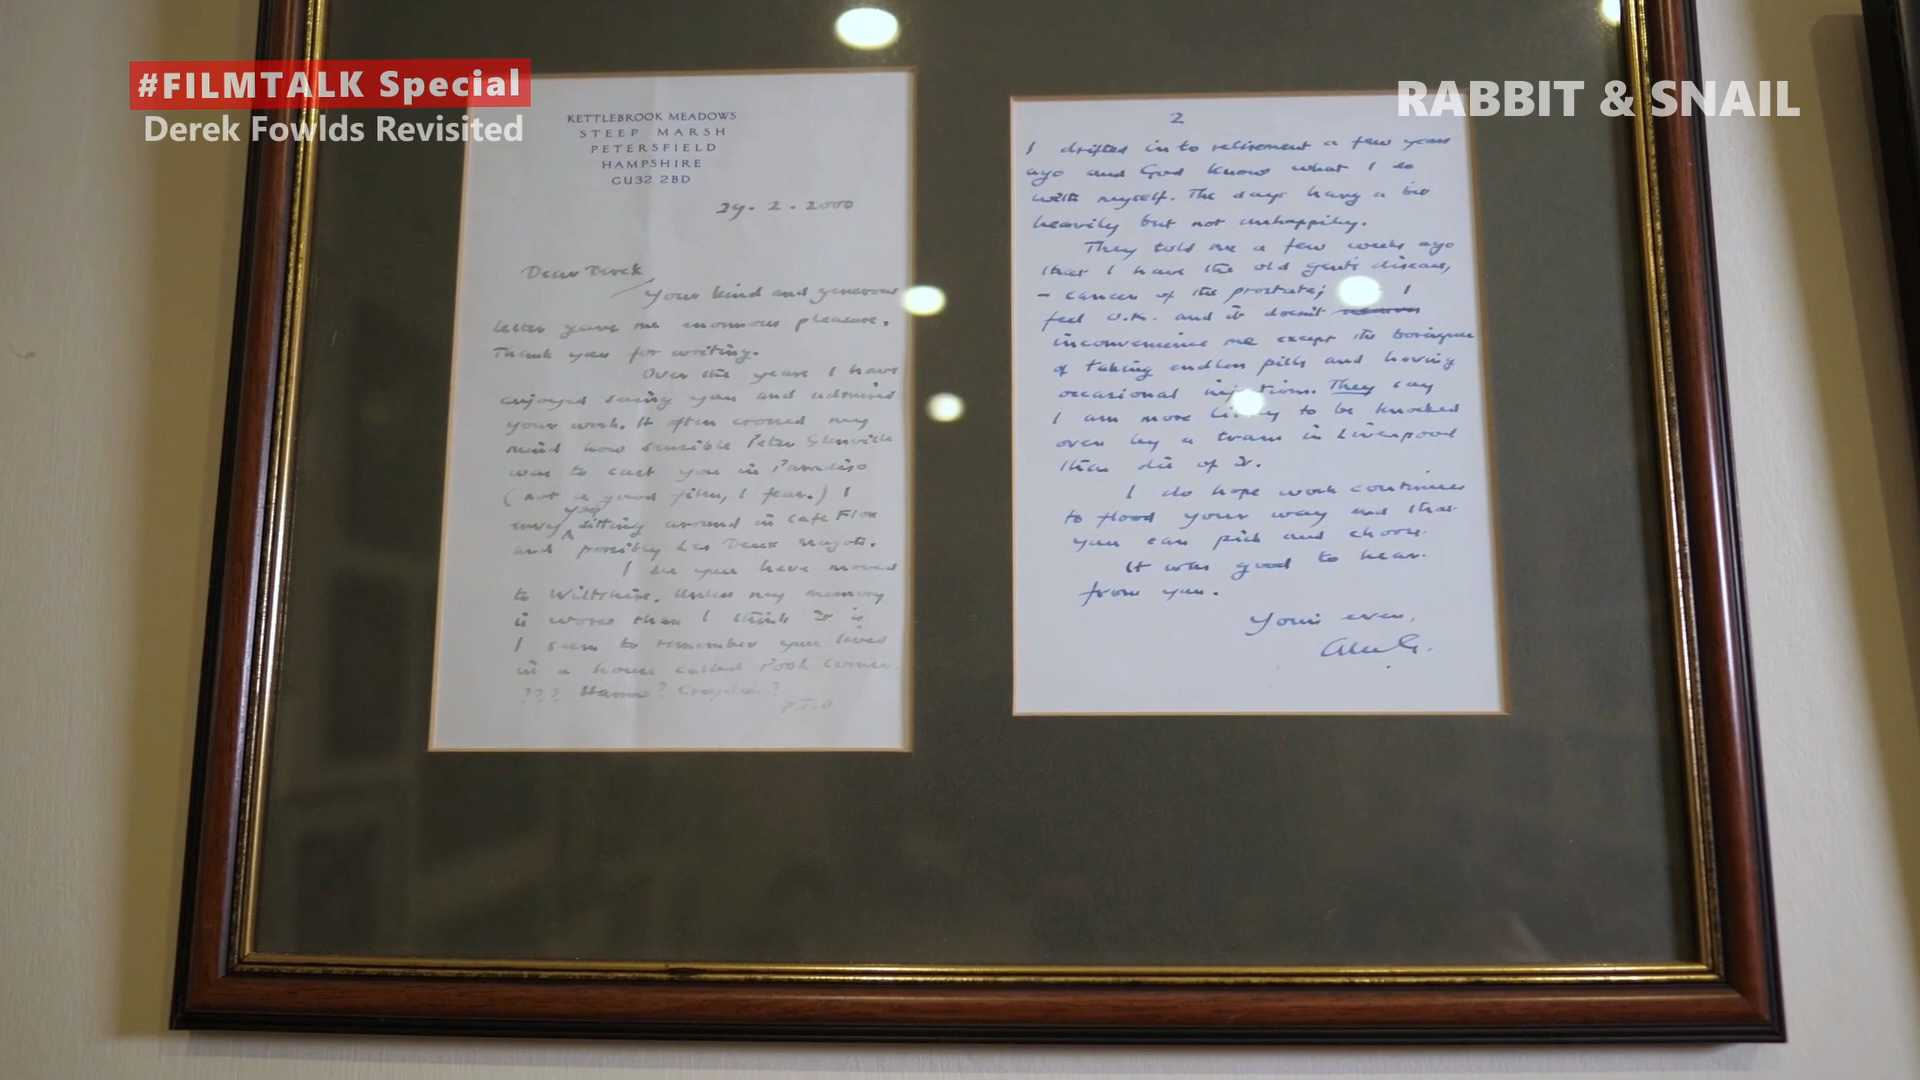 #FILMTALK Special
Derek Fowlds Revisited
RABBIT & SNAIL
KETTLEBROOK MEADOWS
STEEP MARSH
PETERSFIELD
HAMPSHIRE
GU32 2BD
29. 2. 2000
Dear Derek,
Your kind and generous
letter gave me enormous pleasure.
Thank you for writing.
Over the years I have
enjoyed seeing you and admired
your work. It often crossed my
mind how sensible Peter Glenville
was to cast you in Paradiso
(not a good film, I fear.) I
envy you sitting around in Cafe Flore
and possibly Les Deux Magots.
I see you have moved
to Wiltshire. Unless my memory
is worse than I think it is
I seem to remember you lived
in a house called Pooh Corner.
??? Harrow? Croydon?
P.T.O
2
I drifted into retirement a few years
ago and God knows what I do
with myself. The days hang a bit
heavily but not unhappily.
They told me a few weeks ago
that I have the old gent's disease,
- cancer of the prostate; I
feel O.K. and it doesn't
inconvenience me except the boringness
of taking endless pills and having
occasional injections. They say
I am more likely to be knocked
over by a tram in Liverpool
than die of it.
I do hope work continues
to flood your way and that
you can pick and choose.
It was good to hear
from you.
Yours ever,
Alec G.